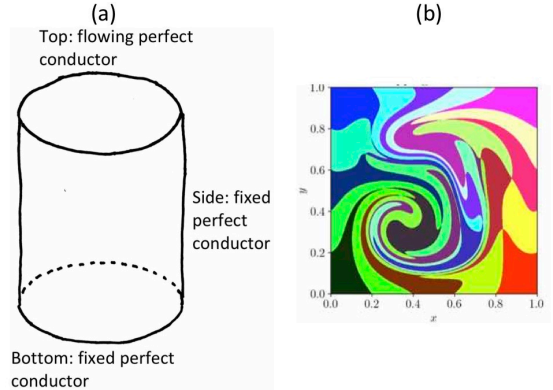 (a)
Top: flowing perfect
conductor
Side: fixed
perfect
conductor
Bottom: fixed perfect
conductor
(b)
1.0
0.8
0.6
0.4
0.2
0.0
y
0.0 0.2 0.4 0.6 0.8 1.0
x